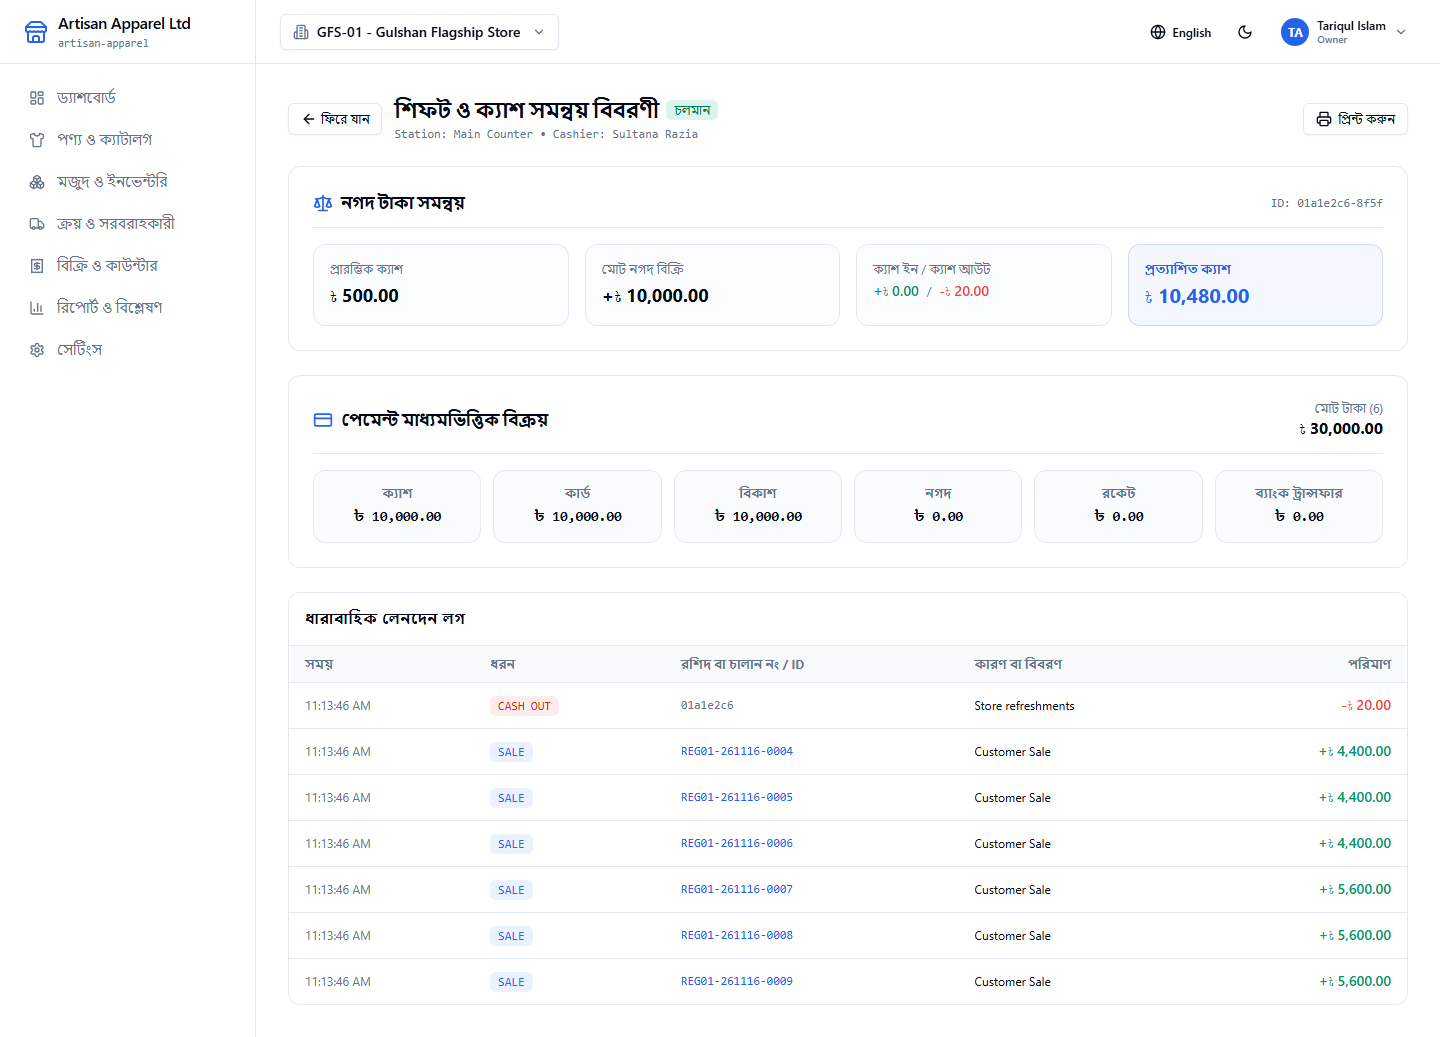 Artisan Apparel Ltd
artisan-apparel
GFS-01 - Gulshan Flagship Store
English
TA
Tariqul Islam
Owner
ড্যাশবোর্ড
পণ্য ও ক্যাটালগ
মজুদ ও ইনভেন্টরি
ক্রয় ও সরবরাহকারী
বিক্রি ও কাউন্টার
রিপোর্ট ও বিশ্লেষণ
সেটিংস
ফিরে যান
শিফট ও ক্যাশ সমন্বয় বিবরণী চলমান
Station: Main Counter • Cashier: Sultana Razia
প্রিন্ট করুন
নগদ টাকা সমন্বয়
ID: 01a1e2c6-8f5f
প্রারম্ভিক ক্যাশ
৳ 500.00
মোট নগদ বিক্রি
+৳ 10,000.00
ক্যাশ ইন / ক্যাশ আউট
+৳ 0.00 / -৳ 20.00
প্রত্যাশিত ক্যাশ
৳ 10,480.00
পেমেন্ট মাধ্যমভিত্তিক বিক্রয়
মোট টাকা (6)
৳ 30,000.00
ক্যাশ
৳ 10,000.00
কার্ড
৳ 10,000.00
বিকাশ
৳ 10,000.00
নগদ
৳ 0.00
রকেট
৳ 0.00
ব্যাংক ট্রান্সফার
৳ 0.00
ধারাবাহিক লেনদেন লগ
সময় ধরন রশিদ বা চালান নং / ID কারণ বা বিবরণ পরিমাণ
11:13:46 AM CASH OUT 01a1e2c6 Store refreshments -৳ 20.00
11:13:46 AM SALE REG01-261116-0004 Customer Sale +৳ 4,400.00
11:13:46 AM SALE REG01-261116-0005 Customer Sale +৳ 4,400.00
11:13:46 AM SALE REG01-261116-0006 Customer Sale +৳ 4,400.00
11:13:46 AM SALE REG01-261116-0007 Customer Sale +৳ 5,600.00
11:13:46 AM SALE REG01-261116-0008 Customer Sale +৳ 5,600.00
11:13:46 AM SALE REG01-261116-0009 Customer Sale +৳ 5,600.00